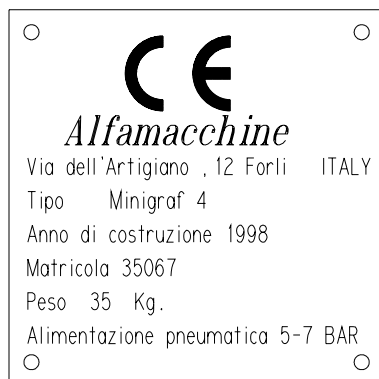 CE
Alfamacchine
Via dell'Artigiano , 12 Forli ITALY
Tipo Minigraf 4
Anno di costruzione 1998
Matricola 35067
Peso 35 Kg.
Alimentazione pneumatica 5-7 BAR